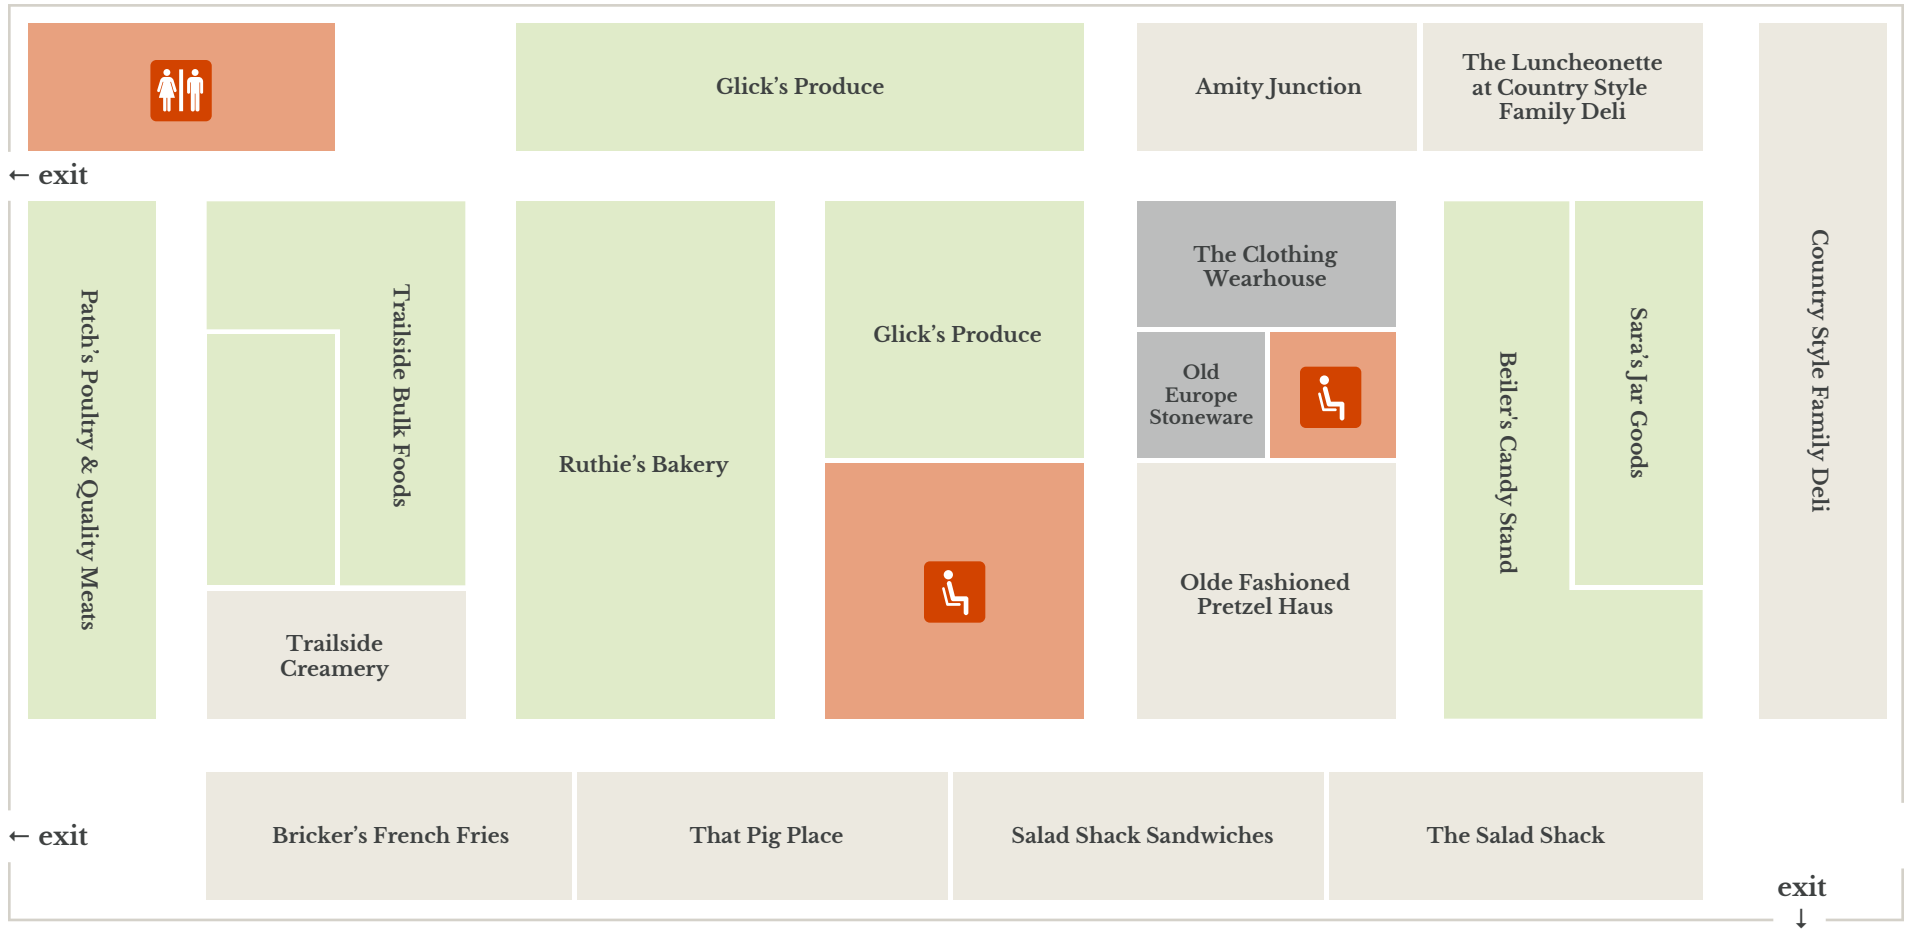 Glick’s Produce
Amity Junction
The Luncheonette
at Country Style
Family Deli
← exit
Patch’s Poultry & Quality Meats
Trailside Bulk Foods
Trailside
Creamery
Ruthie’s Bakery
Glick’s Produce
The Clothing
Wearhouse
Old
Europe
Stoneware
Olde Fashioned
Pretzel Haus
Beiler's Candy Stand
Sara’s Jar Goods
Country Style Family Deli
← exit
Bricker’s French Fries
That Pig Place
Salad Shack Sandwiches
The Salad Shack
exit
↓